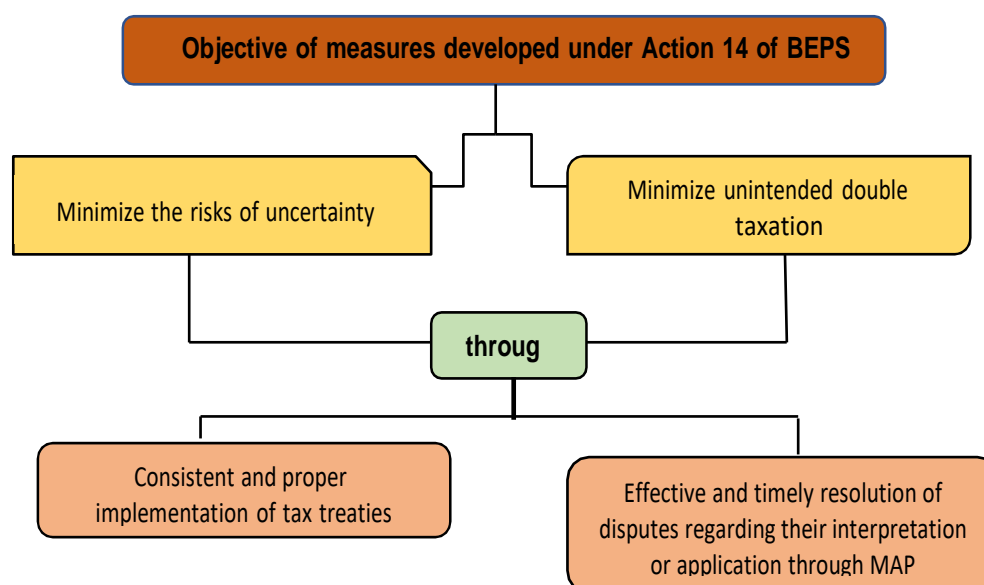 Objective of measures developed under Action 14 of BEPS
Minimize the risks of uncertainty
Minimize unintended double
taxation
throug
Consistent and proper
implementation of tax treaties
Effective and timely resolution of
disputes regarding their interpretation
or application through MAP